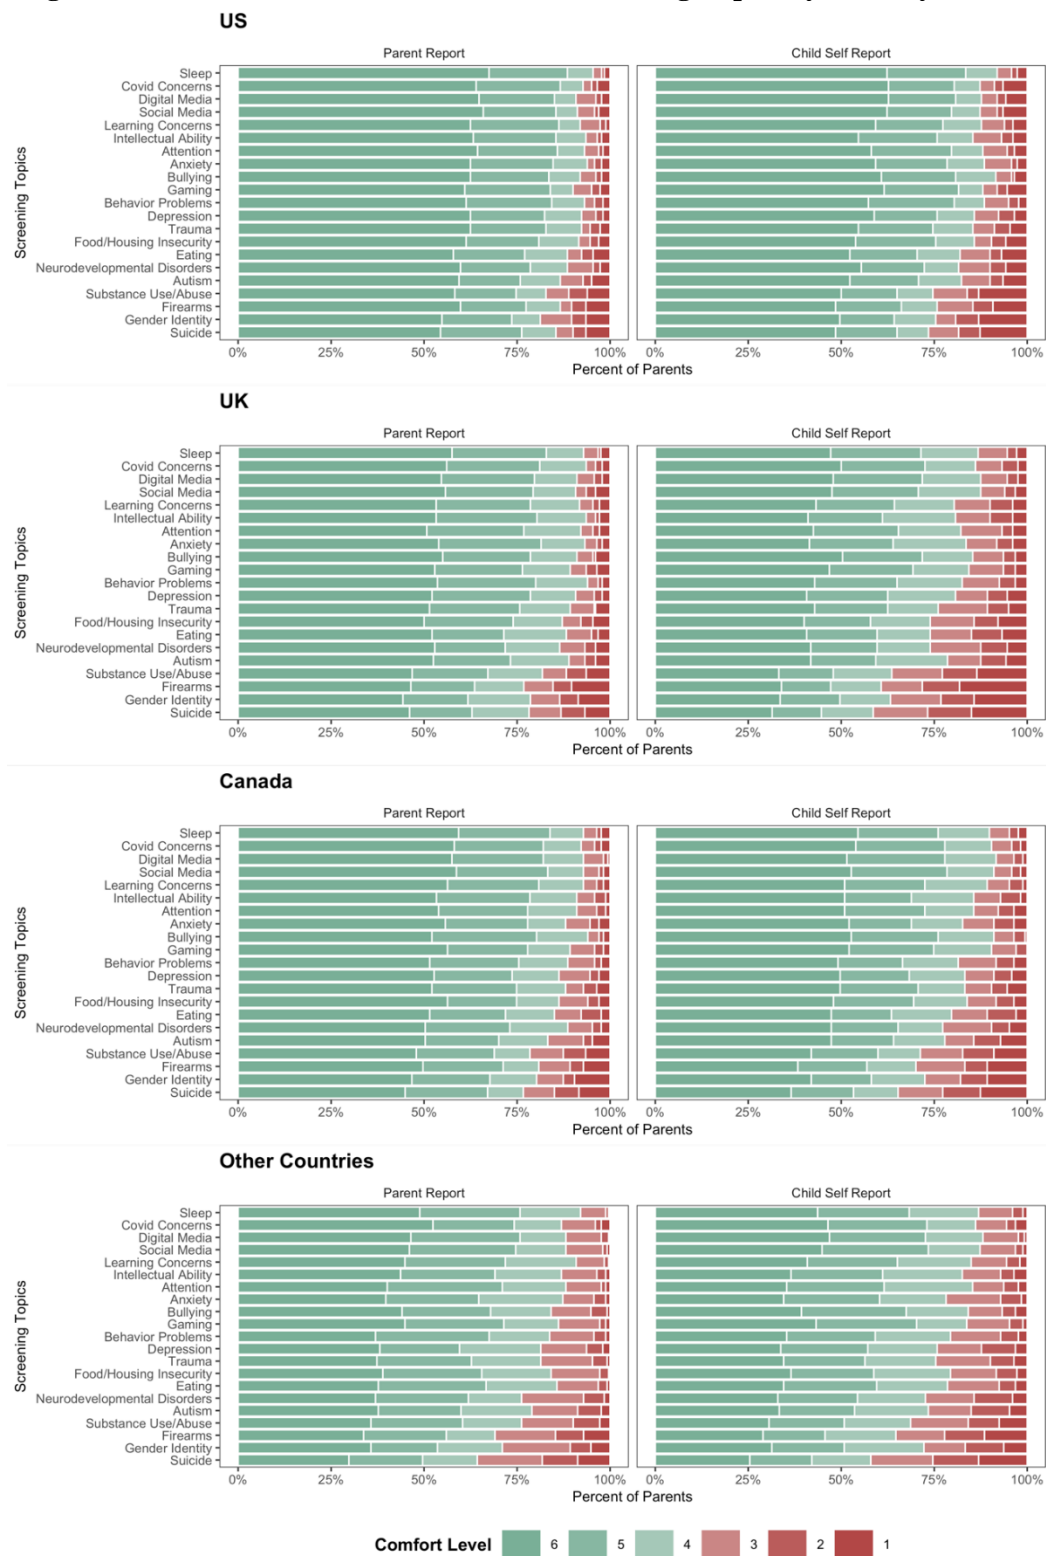 US
Parent Report
Child Self Report
Screening Topics
Sleep
Covid Concerns
Digital Media
Social Media
Learning Concerns
Intellectual Ability
Attention
Anxiety
Bullying
Gaming
Behavior Problems
Depression
Trauma
Food/Housing Insecurity
Eating
Neurodevelopmental Disorders
Autism
Substance Use/Abuse
Firearms
Gender Identity
Suicide
0% 25% 50% 75% 100% 0% 25% 50% 75% 100%
Percent of Parents
UK
Parent Report
Child Self Report
Screening Topics
Sleep
Covid Concerns
Digital Media
Social Media
Learning Concerns
Intellectual Ability
Attention
Anxiety
Bullying
Gaming
Behavior Problems
Depression
Trauma
Food/Housing Insecurity
Eating
Neurodevelopmental Disorders
Autism
Substance Use/Abuse
Firearms
Gender Identity
Suicide
0% 25% 50% 75% 100% 0% 25% 50% 75% 100%
Percent of Parents
Canada
Parent Report
Child Self Report
Screening Topics
Sleep
Covid Concerns
Digital Media
Social Media
Learning Concerns
Intellectual Ability
Attention
Anxiety
Bullying
Gaming
Behavior Problems
Depression
Trauma
Food/Housing Insecurity
Eating
Neurodevelopmental Disorders
Autism
Substance Use/Abuse
Firearms
Gender Identity
Suicide
0% 25% 50% 75% 100% 0% 25% 50% 75% 100%
Percent of Parents
Other Countries
Parent Report
Child Self Report
Screening Topics
Sleep
Covid Concerns
Digital Media
Social Media
Learning Concerns
Intellectual Ability
Attention
Anxiety
Bullying
Gaming
Behavior Problems
Depression
Trauma
Food/Housing Insecurity
Eating
Neurodevelopmental Disorders
Autism
Substance Use/Abuse
Firearms
Gender Identity
Suicide
0% 25% 50% 75% 100% 0% 25% 50% 75% 100%
Percent of Parents
Comfort Level 6 5 4 3 2 1